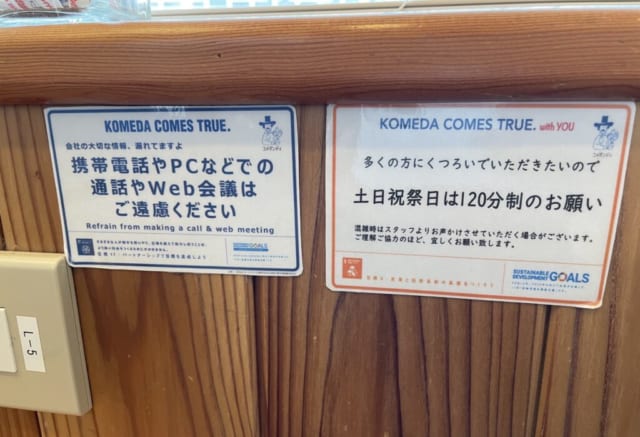 KOMEDA COMES TRUE.
会社の大切な情報、漏れてますよ
携帯電話やPCなどでの
通話やWeb会議は
ご遠慮ください
Refrain from making a call & web meeting
GOALS
KOMEDA COMES TRUE. with YOU
多くの方にくつろいでいただきたいので
土日祝祭日は120分制のお願い
混雑時はスタッフよりお声かけさせていただく場合がございます。
ご理解ご協力のほど、宜しくお願い致します。
SUSTAINABLE
DEVELOPMENT GOALS
L-5